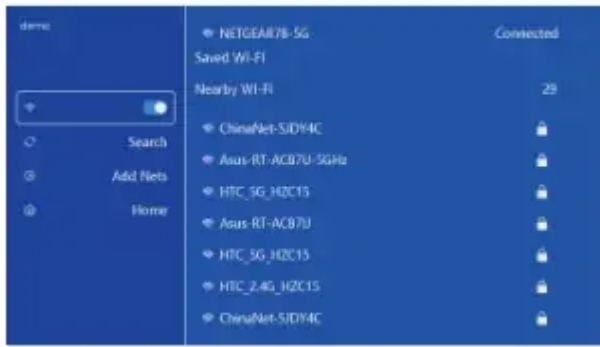 demo
NETGEAR78-5G Connected
Saved WI-FI
Nearby WI-FI 29
ChinaNet-SJDY4C
Search
Asus-RT-AC87U-5GHz
Add Nets
HTC_5G_HZC15
Home
Asus-RT-AC87U
HTC_5G_HZC15
HTC_2.4G_HZC15
ChinaNet-SJDY4C